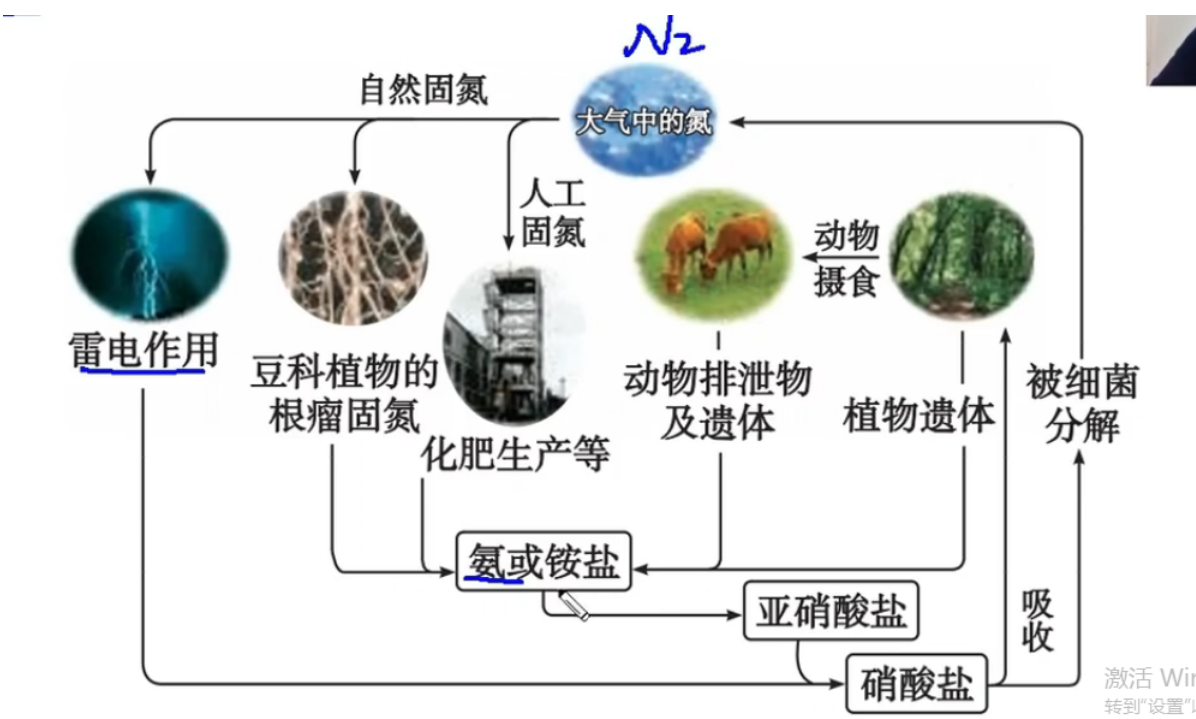 N2
自然固氮
大气中的氮
人工
固氮
动物
摄食
雷电作用
豆科植物的
根瘤固氮
化肥生产等
动物排泄物
及遗体
植物遗体
被细菌
分解
氨或铵盐
亚硝酸盐
吸
收
硝酸盐
激活 Win
转到"设置"以